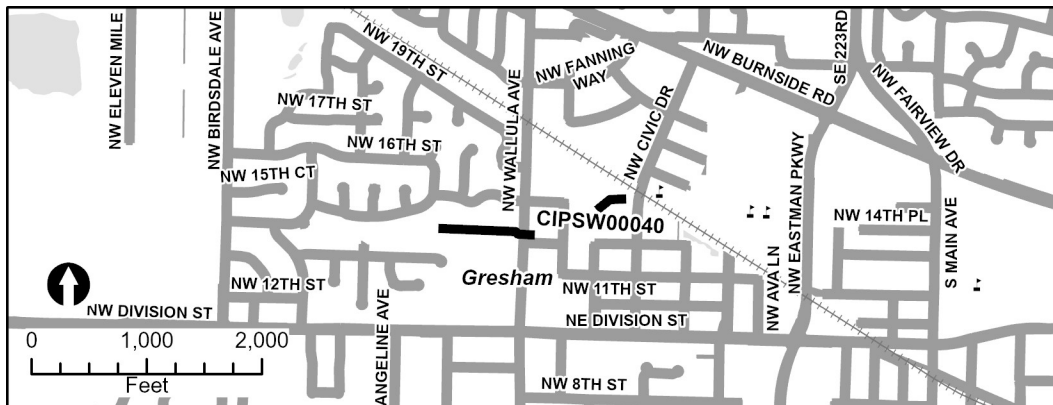 NW ELEVEN MILE
NW BIRDSDALE AVE
NW 19TH ST
NW WALLULA AVE
NW FANNING
WAY
NW CIVIC DR
NW BURNSIDE RD
SE 223RD
NW FAIRVIEW DR
NW 17TH ST
NW 16TH ST
NW 15TH CT
CIPSW00040
NW EASTMAN PKWY
NW 14TH PL
S MAIN AVE
Gresham
NW 12TH ST
NW 11TH ST
NW AVA LN
NW DIVISION ST
NE DIVISION ST
ANGELINE AVE
NW 8TH ST
0 1,000 2,000
Feet